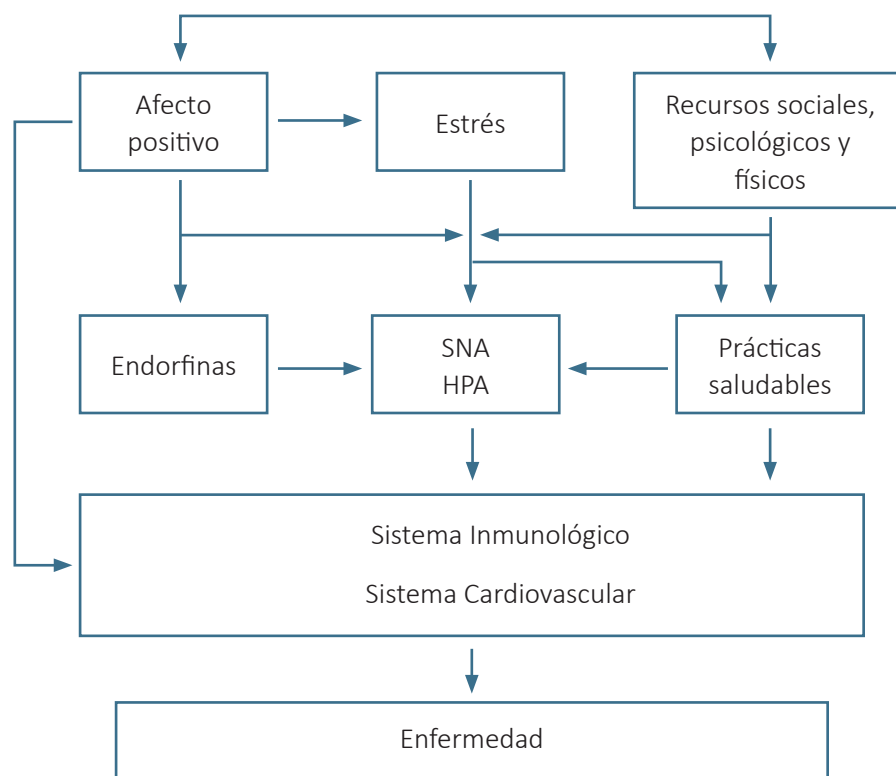 Afecto
positivo
Estrés
Recursos sociales,
psicológicos y
físicos
Endorfinas
SNA
HPA
Prácticas
saludables
Sistema Inmunológico
Sistema Cardiovascular
Enfermedad